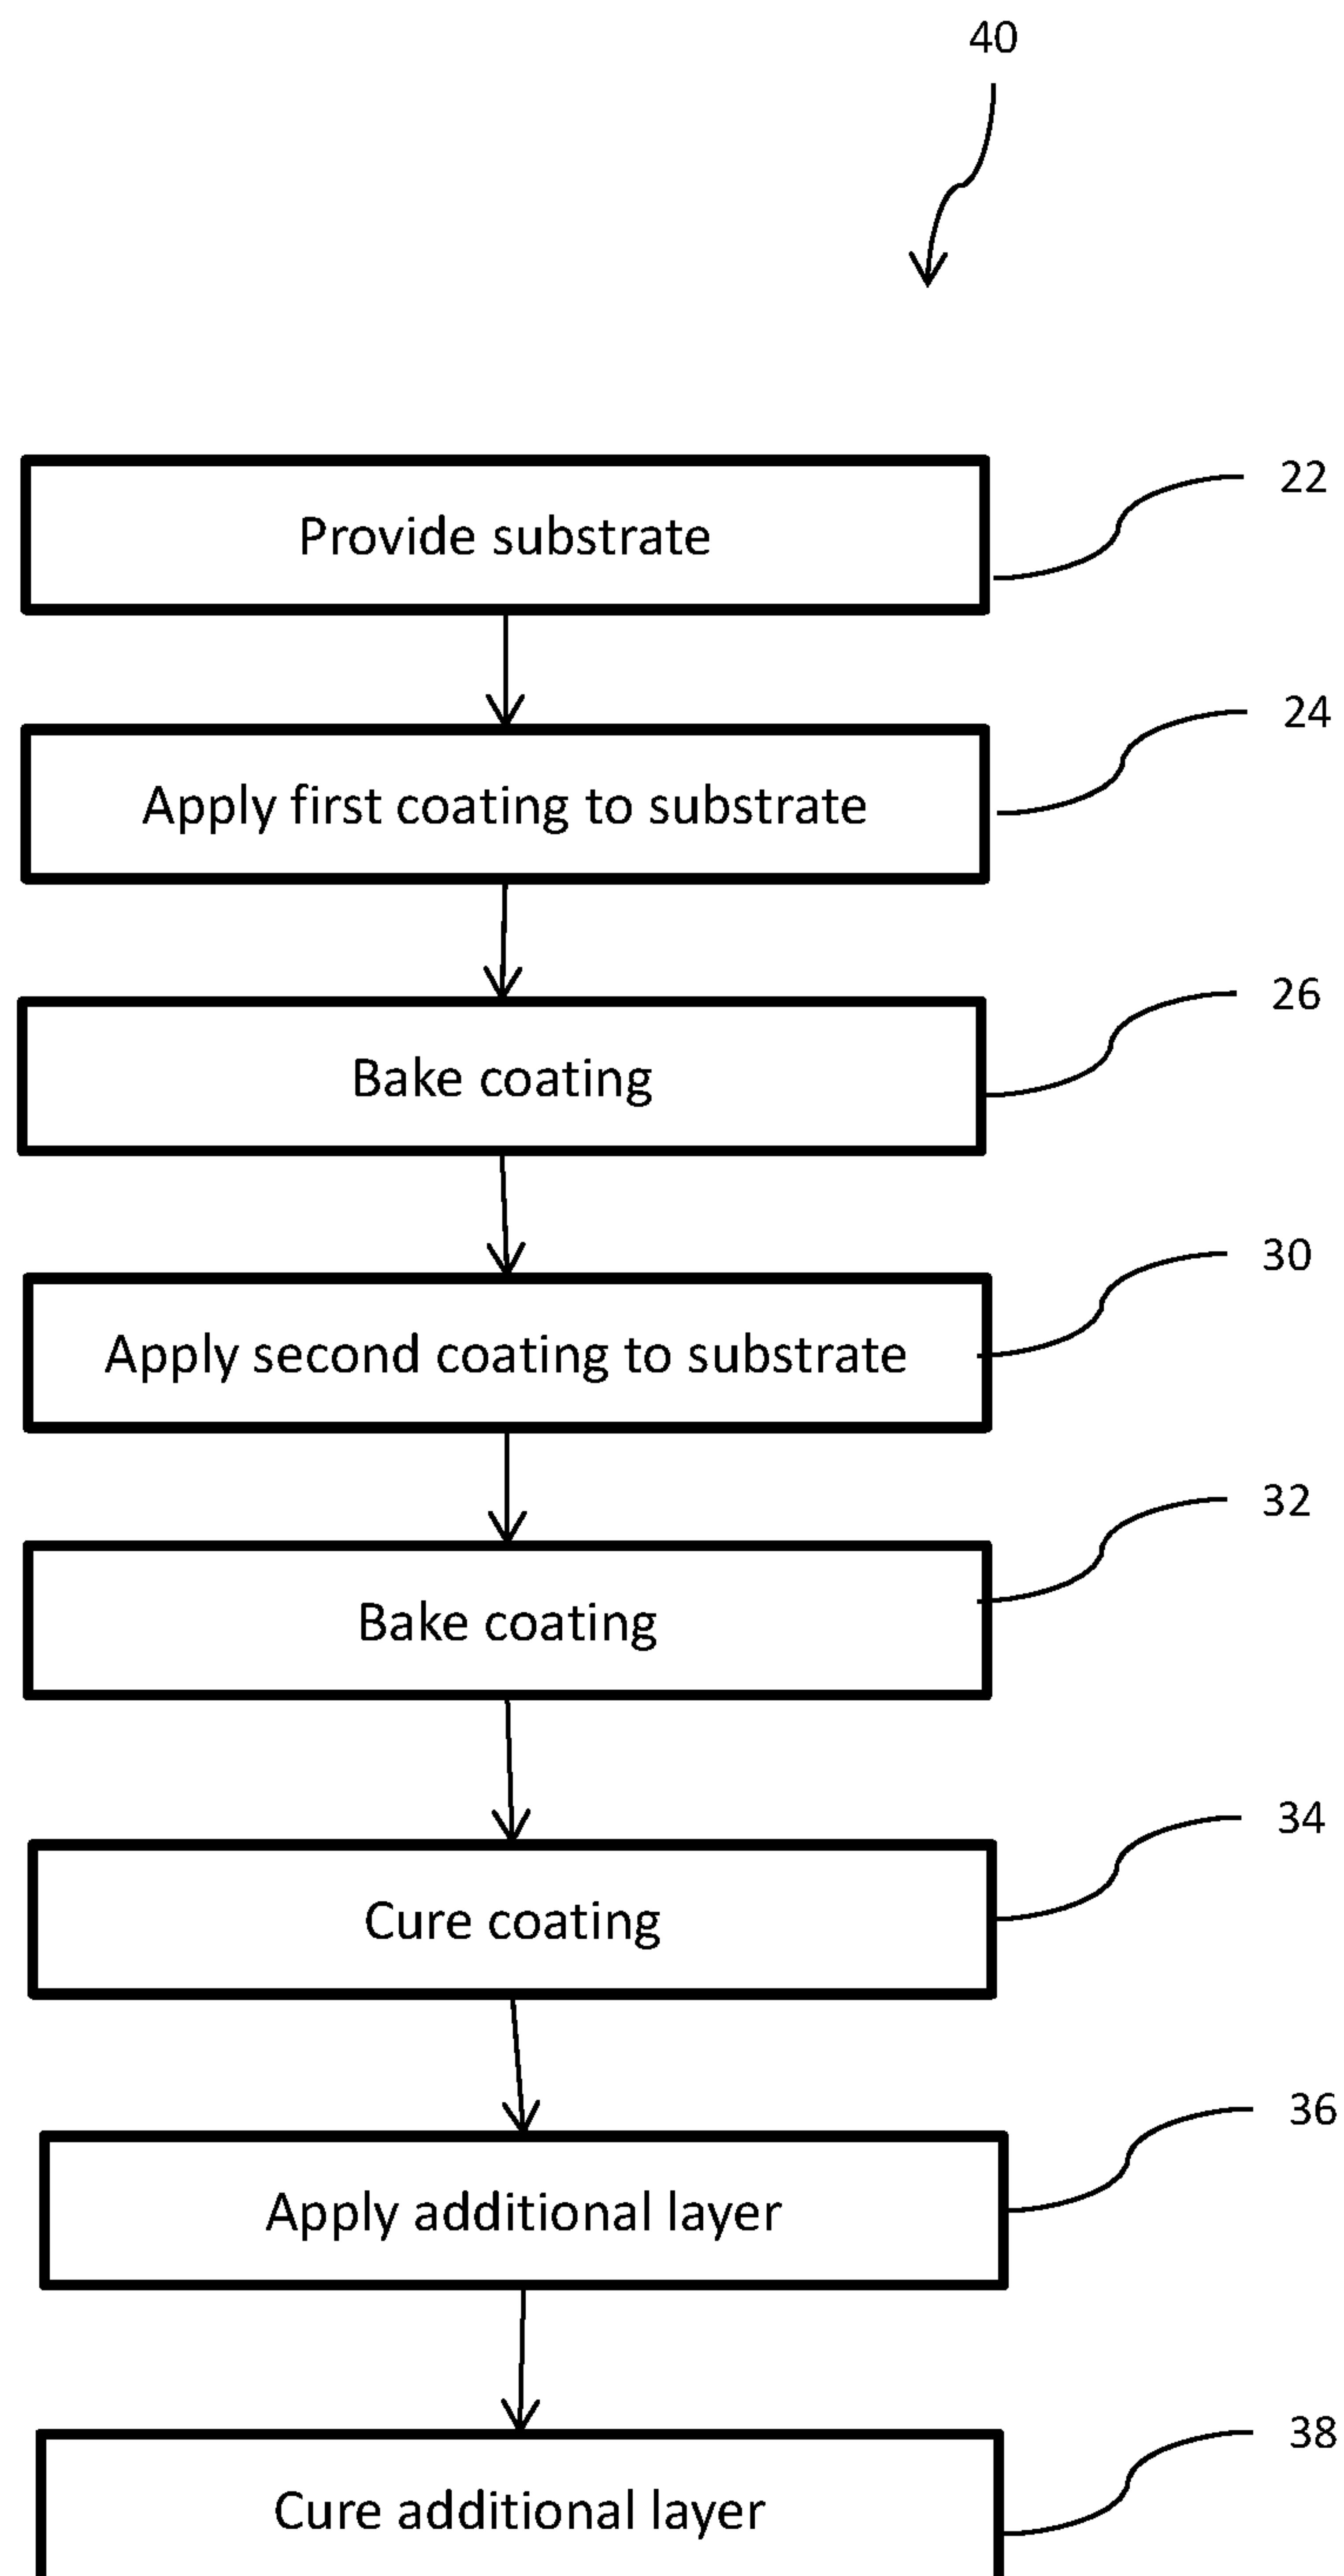 40
Provide substrate
22
Apply first coating to substrate
24
Bake coating
26
Apply second coating to substrate
30
Bake coating
32
Cure coating
34
Apply additional layer
36
Cure additional layer
38